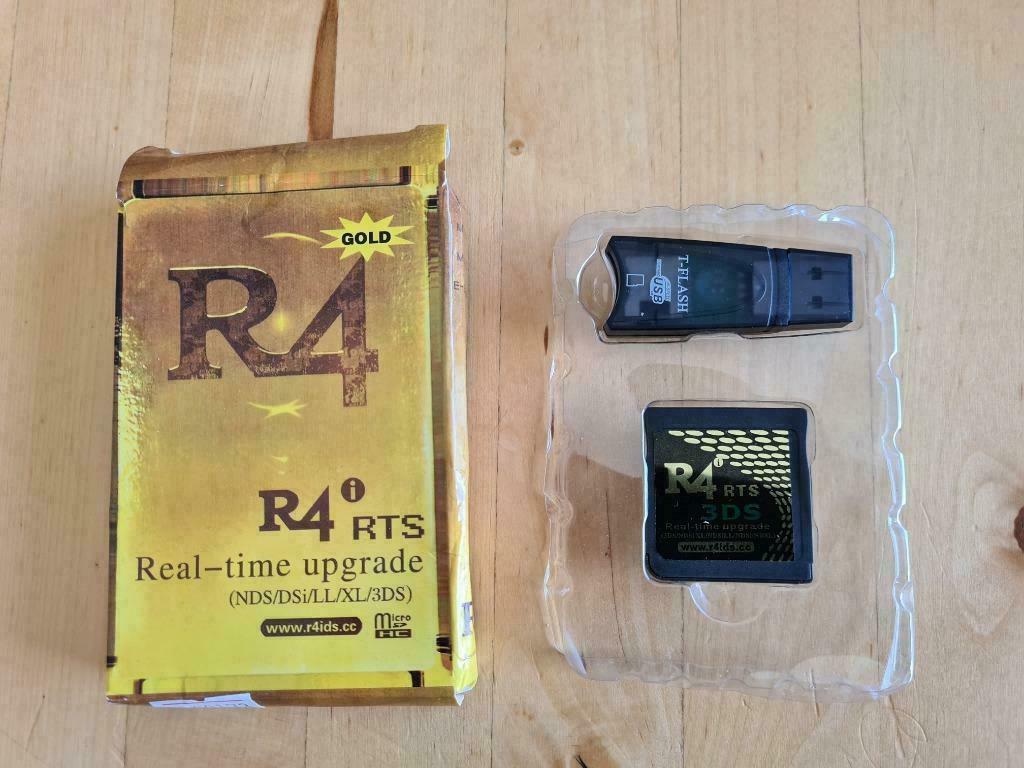 GOLD
R4
R4i RTS
Real-time upgrade
(NDS/DSi/LL/XL/3DS)
www.r4ids.cc
Micro
SD
HC
T-FLASH
USB
R4i RTS
3DS
Real-time upgrade
www.r4ids.cc